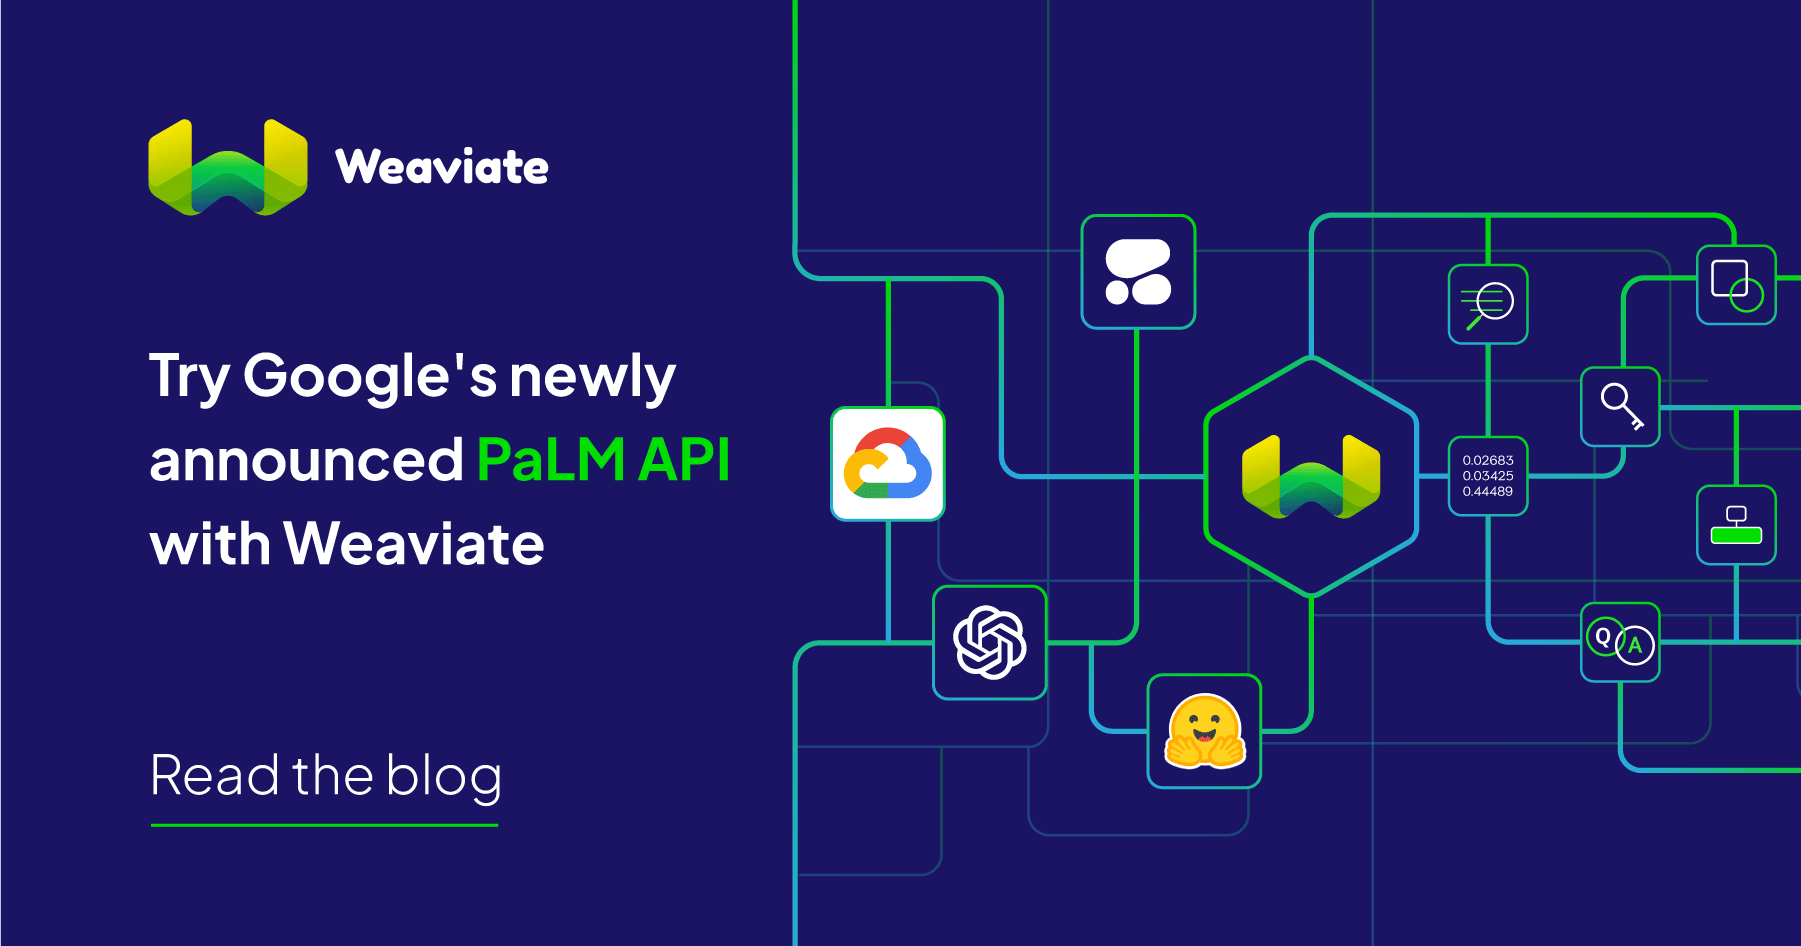 Weaviate
Try Google's newly
announced PaLM API
with Weaviate
Read the blog
0.02683
0.03425
0.44489
Q A